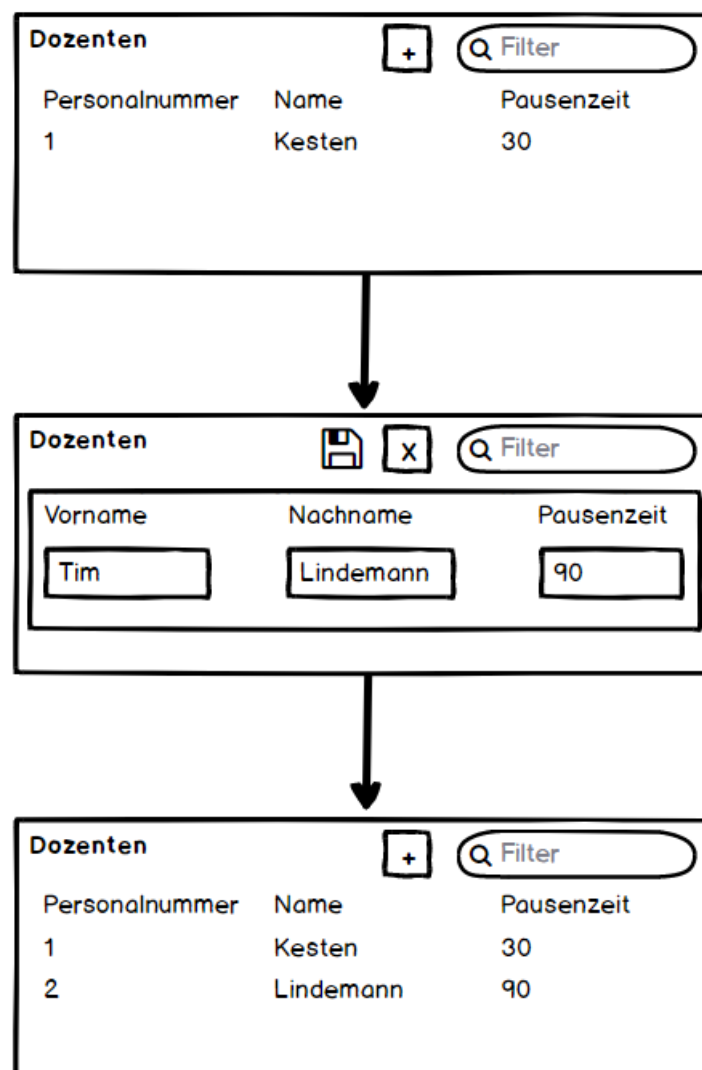 Dozenten + Filter
Personalnummer Name Pausenzeit
1 Kesten 30
Dozenten X Filter
Vorname Nachname Pausenzeit
Tim Lindemann 90
Dozenten + Filter
Personalnummer Name Pausenzeit
1 Kesten 30
2 Lindemann 90